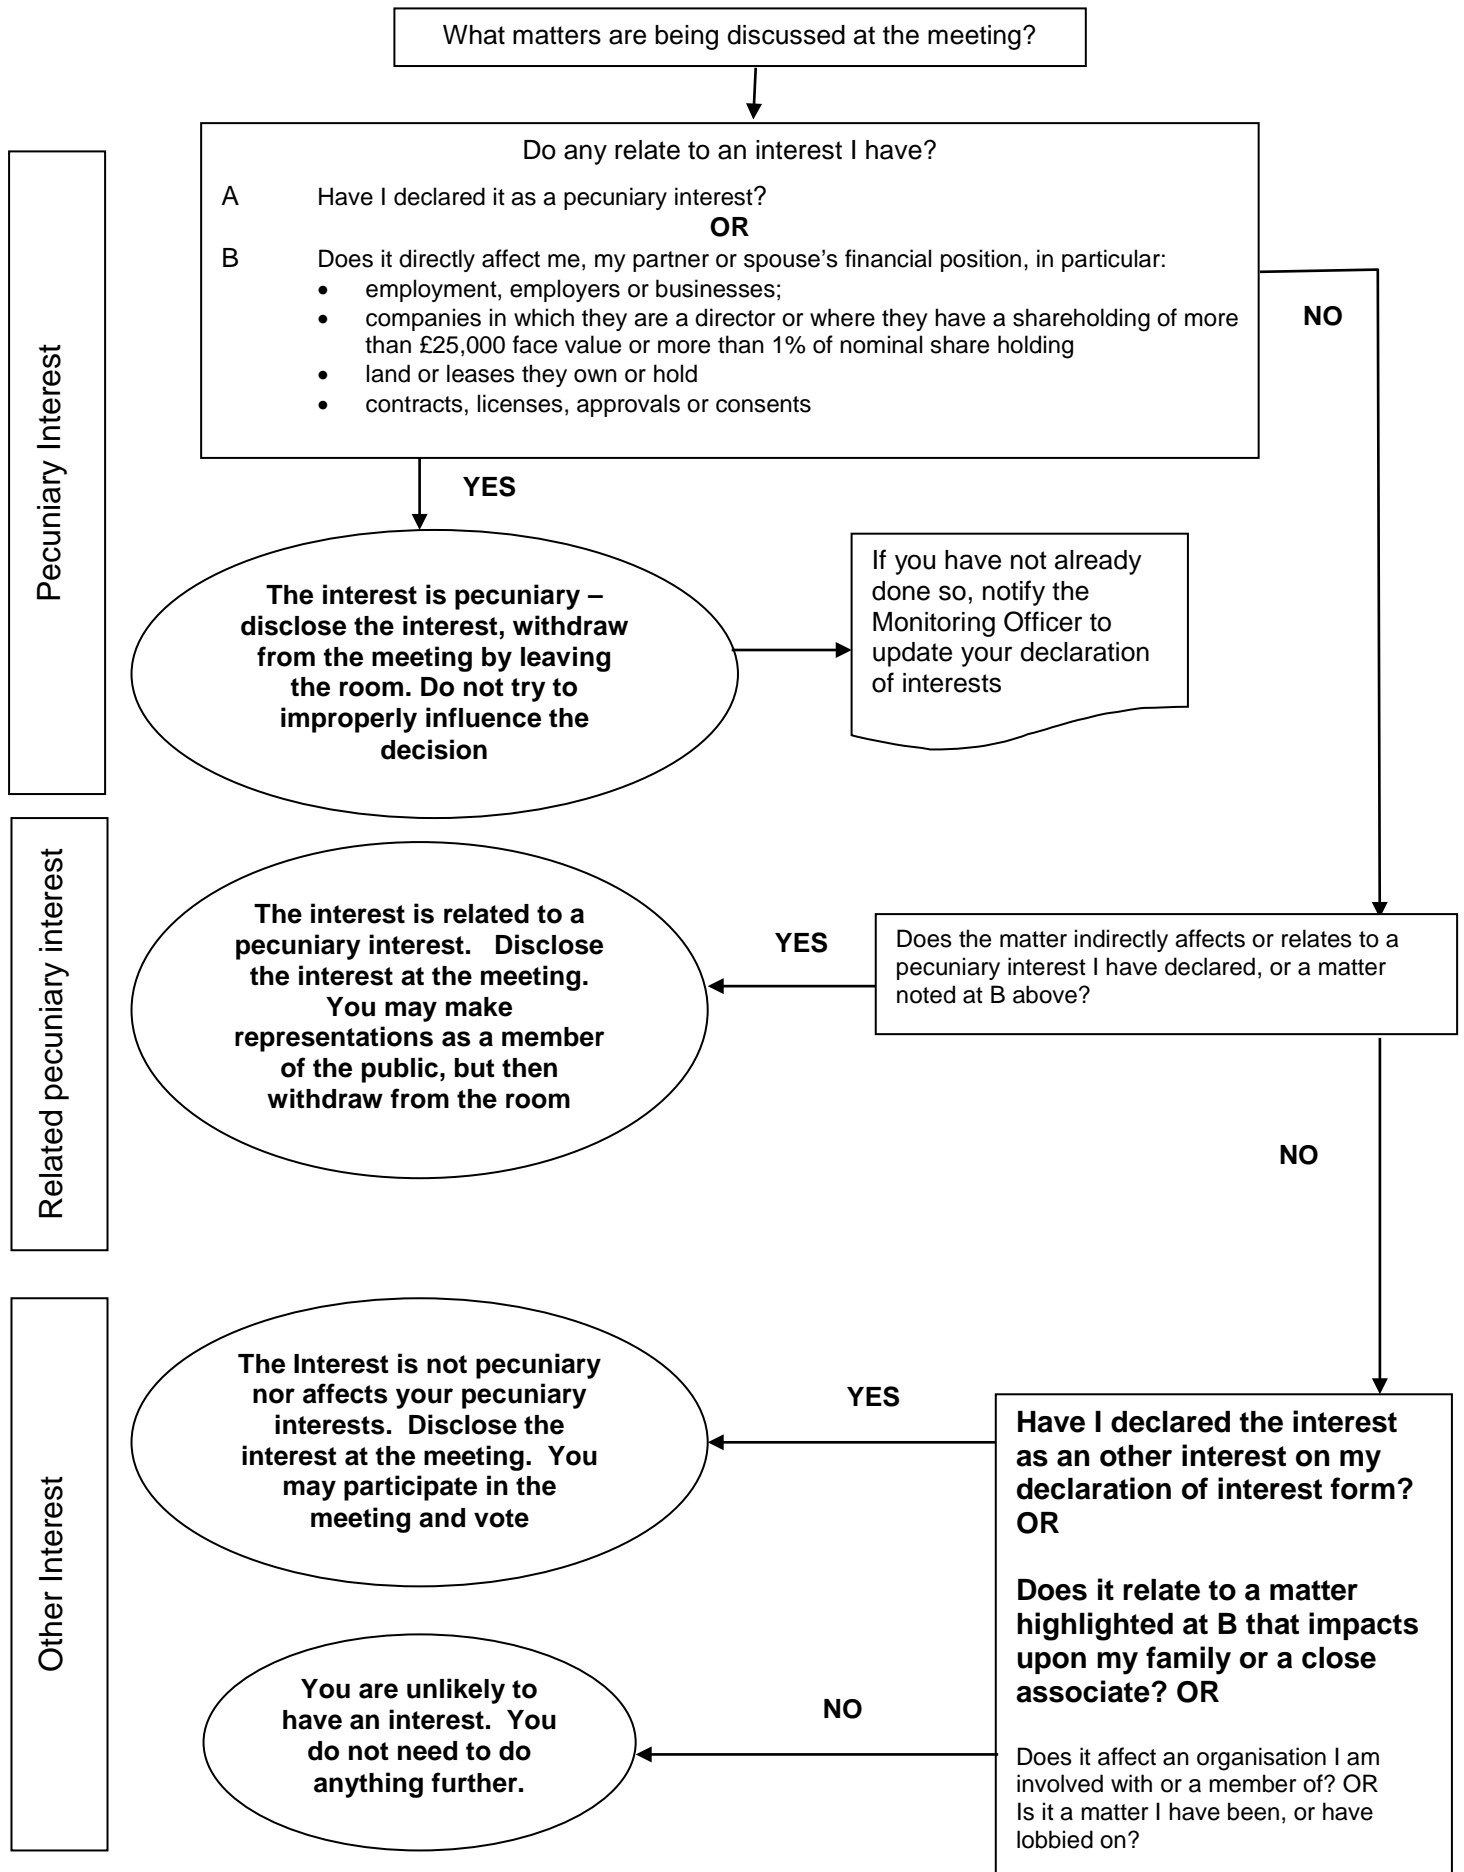 What matters are being discussed at the meeting?
Pecuniary Interest
Do any relate to an interest I have?
A Have I declared it as a pecuniary interest?
OR
B Does it directly affect me, my partner or spouse's financial position, in particular:
• employment, employers or businesses;
• companies in which they are a director or where they have a shareholding of more
than £25,000 face value or more than 1% of nominal share holding
• land or leases they own or hold
• contracts, licenses, approvals or consents
NO
YES
The interest is pecuniary –
disclose the interest, withdraw
from the meeting by leaving
the room. Do not try to
improperly influence the
decision
If you have not already
done so, notify the
Monitoring Officer to
update your declaration
of interests
Related pecuniary interest
The interest is related to a
pecuniary interest. Disclose
the interest at the meeting.
You may make
representations as a member
of the public, but then
withdraw from the room
YES
Does the matter indirectly affects or relates to a
pecuniary interest I have declared, or a matter
noted at B above?
NO
Other Interest
The Interest is not pecuniary
nor affects your pecuniary
interests. Disclose the
interest at the meeting. You
may participate in the
meeting and vote
YES
Have I declared the interest
as an other interest on my
declaration of interest form?
OR
Does it relate to a matter
highlighted at B that impacts
upon my family or a close
associate? OR
Does it affect an organisation I am
involved with or a member of? OR
Is it a matter I have been, or have
lobbied on?
NO
You are unlikely to
have an interest. You
do not need to do
anything further.